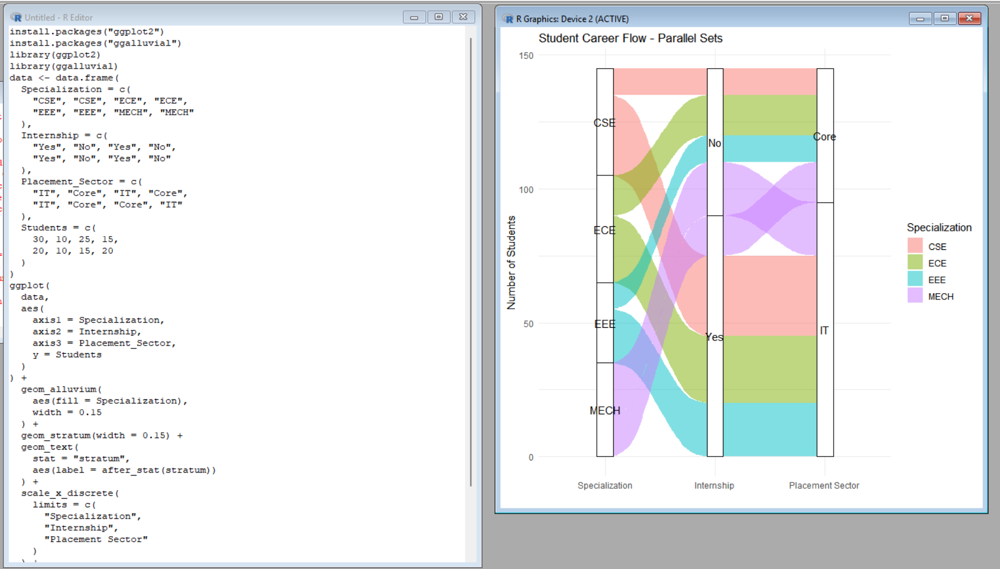 Untitled - R Editor
install.packages("ggplot2")
install.packages("ggalluvial")
library(ggplot2)
library(ggalluvial)
data <- data.frame(
  Specialization = c(
    "CSE", "CSE", "ECE", "ECE",
    "EEE", "EEE", "MECH", "MECH"
  ),
  Internship = c(
    "Yes", "No", "Yes", "No",
    "Yes", "No", "Yes", "No"
  ),
  Placement_Sector = c(
    "IT", "Core", "IT", "Core",
    "IT", "Core", "Core", "IT"
  ),
  Students = c(
    30, 10, 25, 15,
    20, 10, 15, 20
  )
)
ggplot(
  data,
  aes(
    axis1 = Specialization,
    axis2 = Internship,
    axis3 = Placement_Sector,
    y = Students
  )
) +
  geom_alluvium(
    aes(fill = Specialization),
    width = 0.15
  ) +
  geom_stratum(width = 0.15) +
  geom_text(
    stat = "stratum",
    aes(label = after_stat(stratum))
  ) +
  scale_x_discrete(
    limits = c(
      "Specialization",
      "Internship",
      "Placement Sector"
    )
R Graphics: Device 2 (ACTIVE)
Student Career Flow - Parallel Sets
150
100
50
0
Number of Students
CSE
ECE
EEE
MECH
No
Yes
Core
IT
Specialization
Internship
Placement Sector
Specialization
CSE
ECE
EEE
MECH